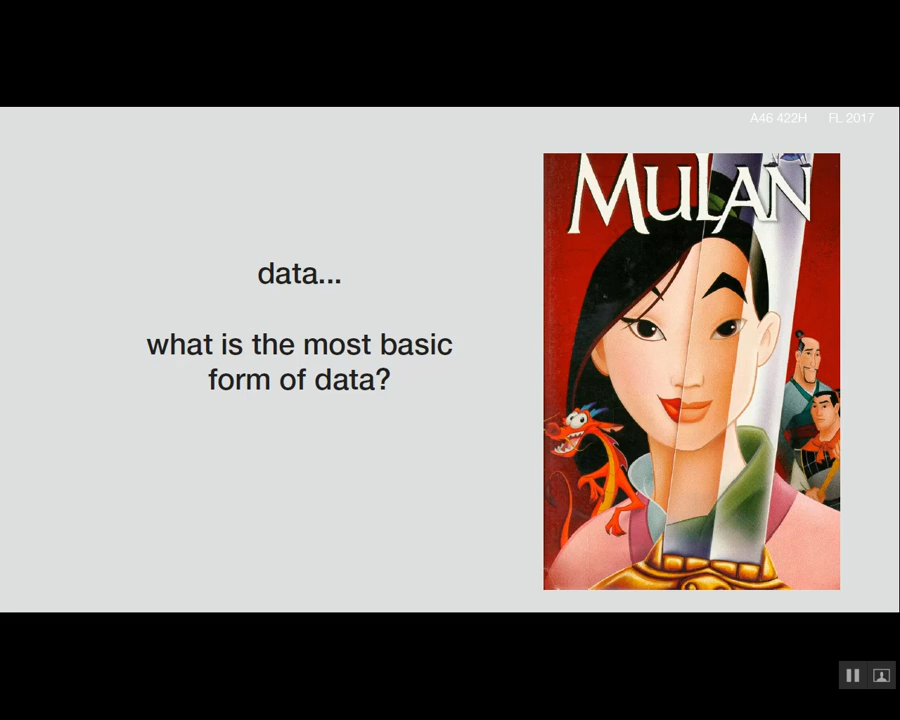 A46 422H FL 2017
MULAN
data...
what is the most basic
form of data?